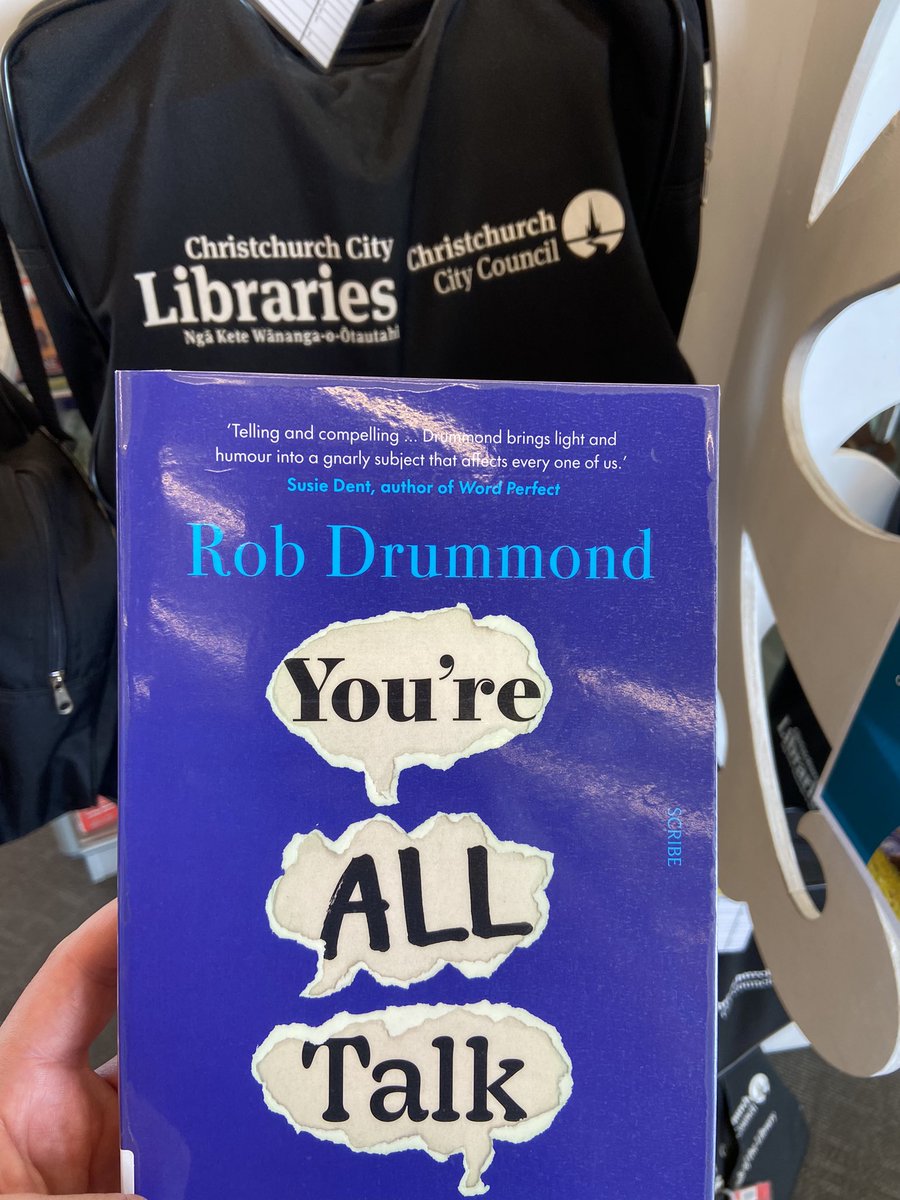 Christchurch City
Libraries
Ngā Kete Wānanga-o-Ōtautahi
Christchurch
City Council
‘Telling and compelling ... Drummond brings light and
humour into a gnarly subject that affects every one of us.’
Susie Dent, author of Word Perfect
Rob Drummond
You’re
ALL
Talk
SCRIBE